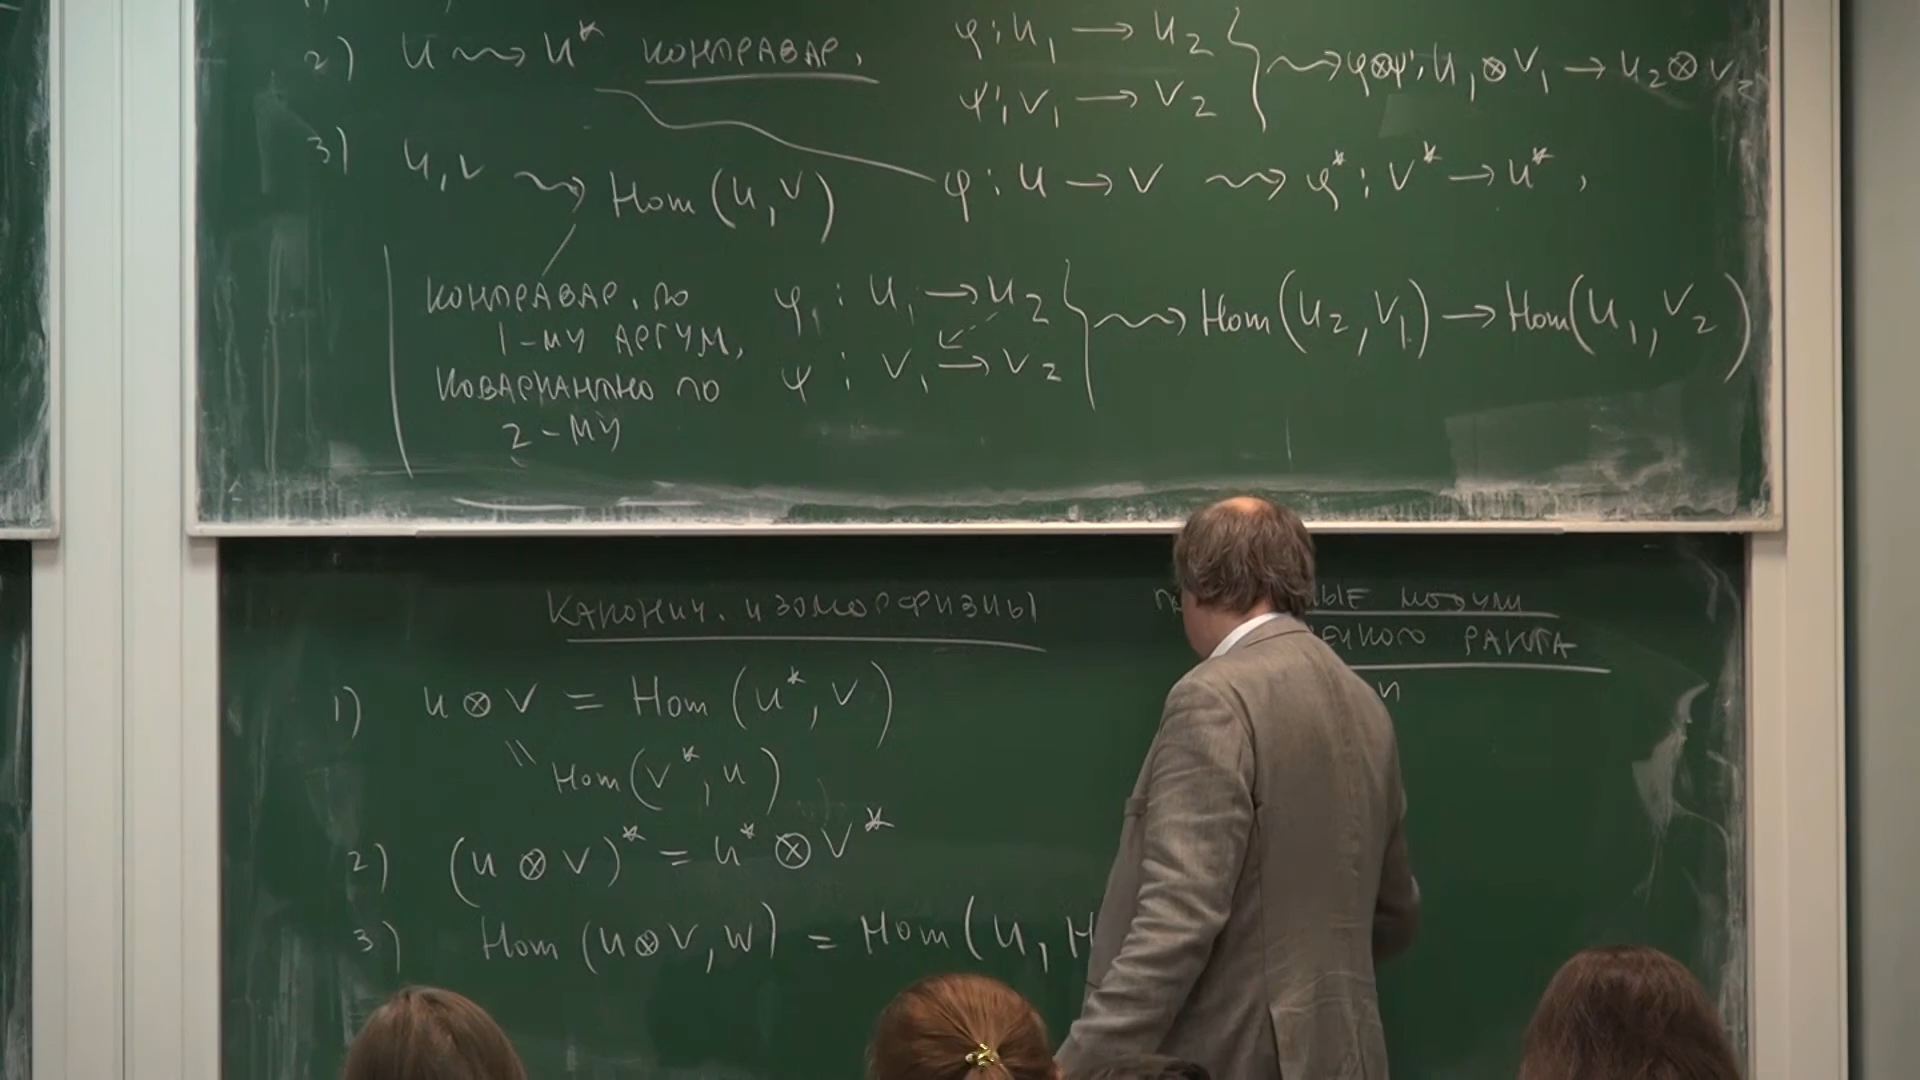 2) U ⇝ U* контравар.
φ : U₁ → U₂
ψ : V₁ → V₂
} ⇝ φ⊗ψ : U₁ ⊗ V₁ → U₂ ⊗ V₂
3) U, V ⇝ Hom (U, V)
φ : U → V ⇝ φ* : V* → U* ,
контравар. по
1-му аргум,
ковариантно по
2-му
φ : U₁ → U₂
ψ : V₁ → V₂
} ⇝ Hom (U₂, V₁) → Hom (U₁, V₂)
Канонич. изоморфизмы
1) U ⊗ V = Hom (U*, V)
" Hom (V*, U)
2) (U ⊗ V)* = U* ⊗ V*
3) Hom (U⊗V, W) = Hom (U, H
модули
ранга
n